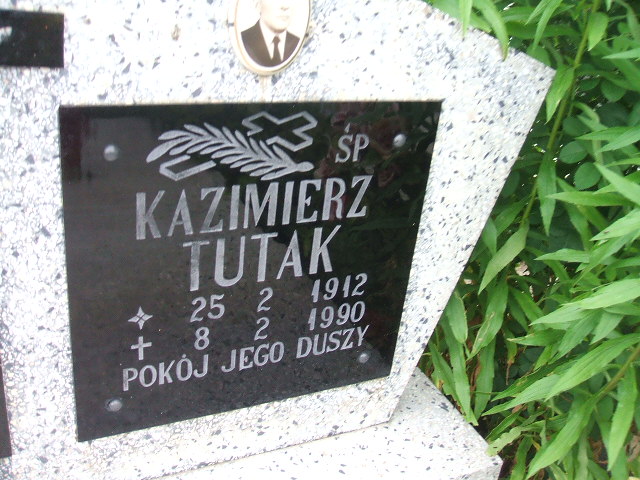 ŚP
KAZIMIERZ
TUTAK
25 2 1912
8 2 1990
POKÓJ JEGO DUSZY